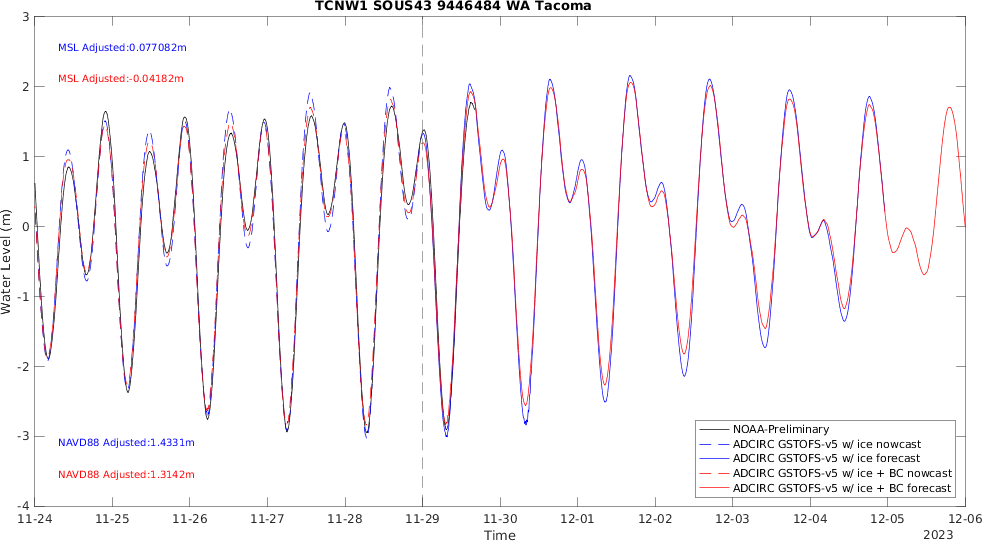 TCNW1 SOUS43 9446484 WA Tacoma
3
MSL Adjusted:0.077082m
MSL Adjusted:-0.04182m
2
1
0
-1
-2
-3
-4
Water Level (m)
NAVD88 Adjusted:1.4331m
NAVD88 Adjusted:1.3142m
NOAA-Preliminary
ADCIRC GSTOFS-v5 w/ ice nowcast
ADCIRC GSTOFS-v5 w/ ice forecast
ADCIRC GSTOFS-v5 w/ ice + BC nowcast
ADCIRC GSTOFS-v5 w/ ice + BC forecast
11-24 11-25 11-26 11-27 11-28 11-29 11-30 12-01 12-02 12-03 12-04 12-05 12-06
Time
2023